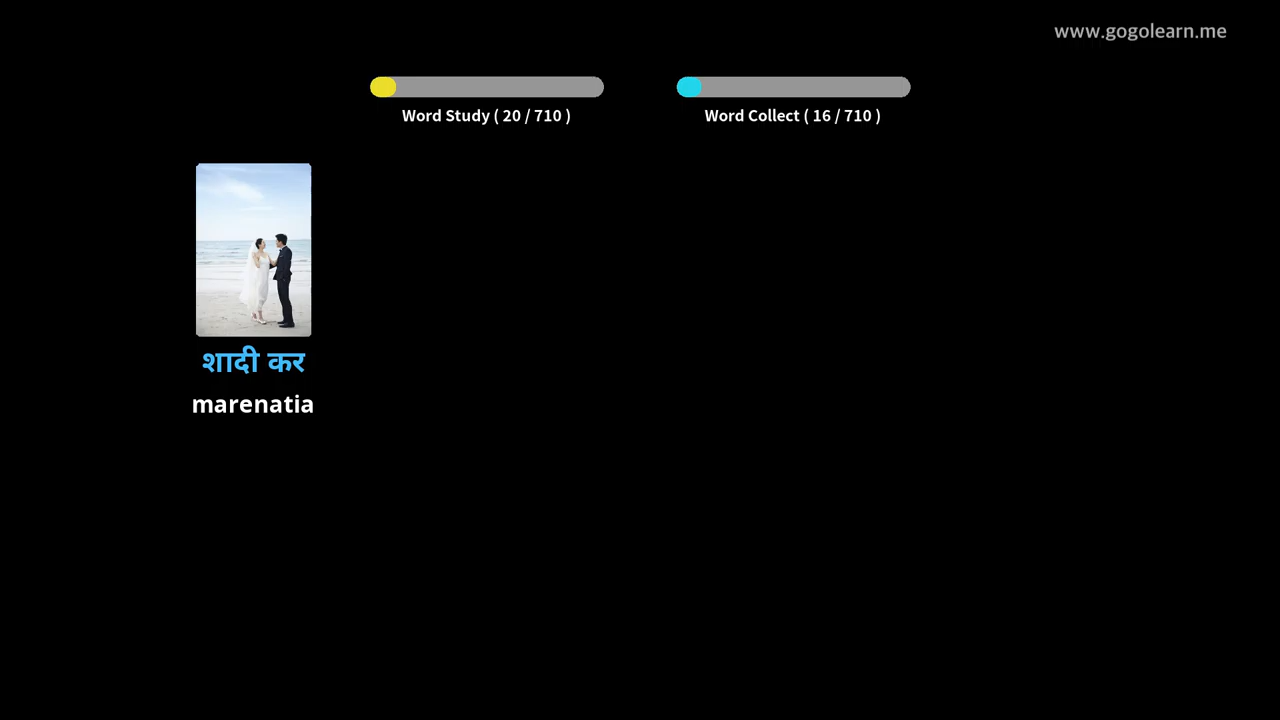 www.gogolearn.me
Word Study ( 20 / 710 )
Word Collect ( 16 / 710 )
शादी कर
marenatia